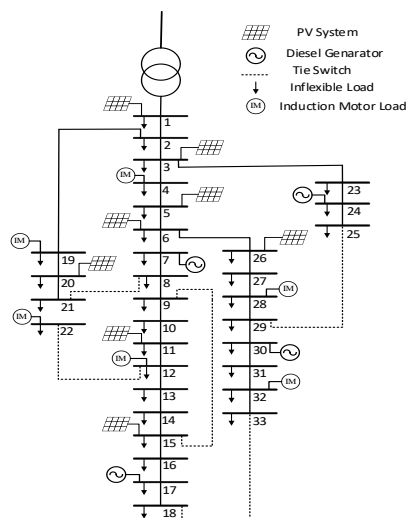 PV System
Diesel Genarator
Tie Switch
Inflexible Load
IM Induction Motor Load
1
2
3
IM 4
5
6
7
8
9
10
11
IM 12
13
14
15
16
17
18
IM 19
20
21
IM 22
23
24
25
26
27
28 IM
29
30
31
32 IM
33